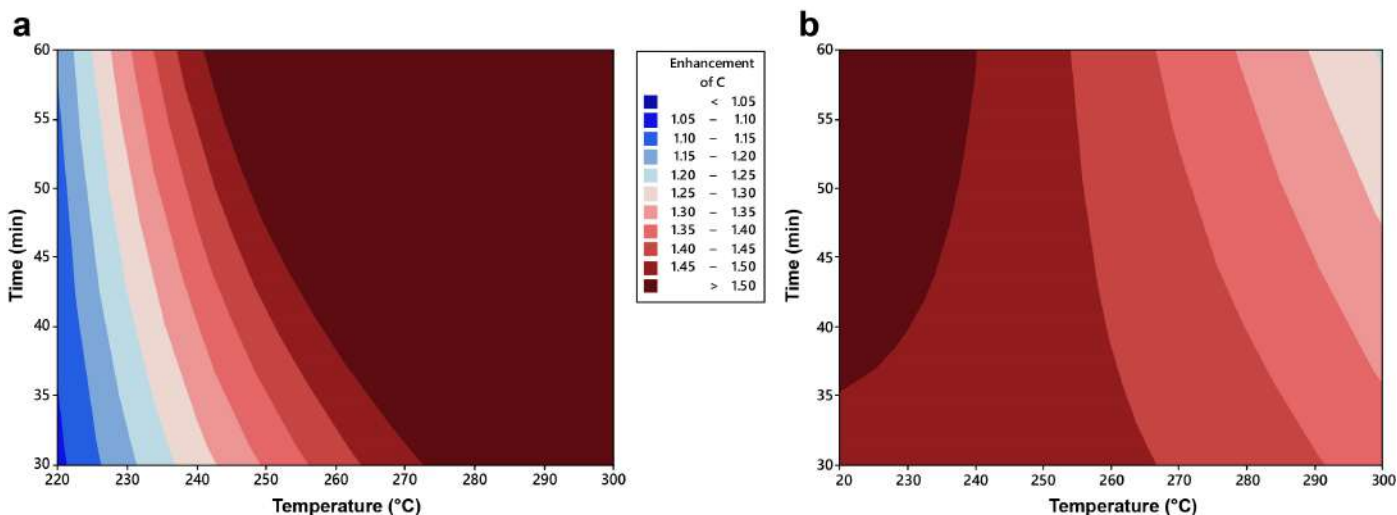 a
60
55
50
45
40
35
30
Time (min)
220 230 240 250 260 270 280 290 300
Temperature (°C)
Enhancement
of C
< 1.05
1.05 – 1.10
1.10 – 1.15
1.15 – 1.20
1.20 – 1.25
1.25 – 1.30
1.30 – 1.35
1.35 – 1.40
1.40 – 1.45
1.45 – 1.50
> 1.50
b
60
55
50
45
40
35
30
Time (min)
20 230 240 250 260 270 280 290 300
Temperature (°C)